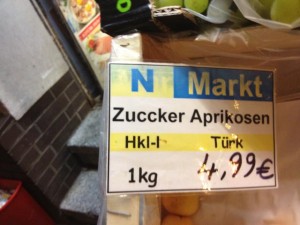 N Markt
Zuccker Aprikosen
Hkl-I Türk
1kg 4,99€